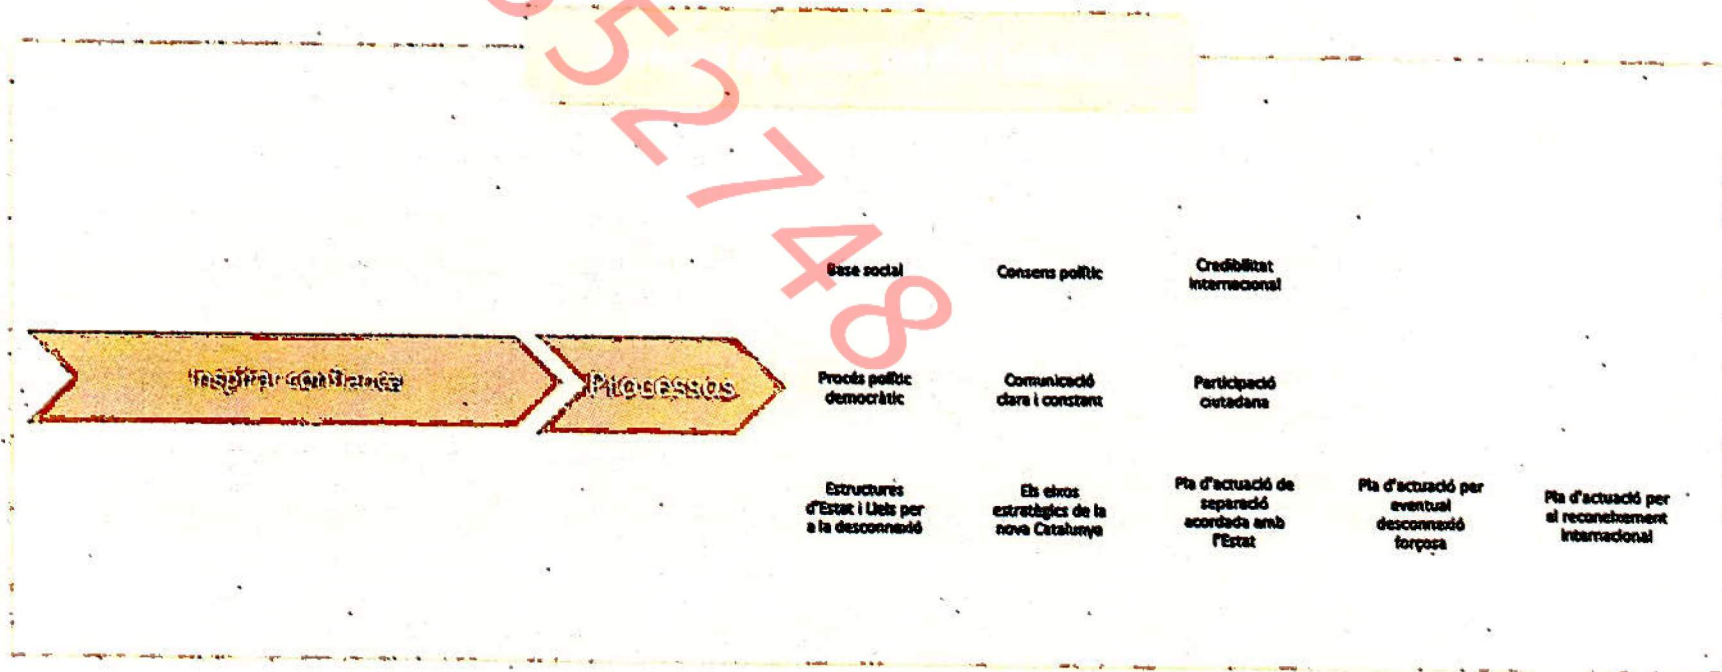 52748
Base social
Consens polític
Credibilitat
internacional
Inspirar confiança
Processos
Procés polític
democràtic
Comunicació
clara i constant
Participació
ciutadana
Estructures
d'Estat i Lleis per
a la desconnexió
Els eixos
estratègics de la
nova Catalunya
Pla d'actuació de
separació
acordada amb
l'Estat
Pla d'actuació per
eventual
desconnexió
forçosa
Pla d'actuació per
al reconeixement
internacional